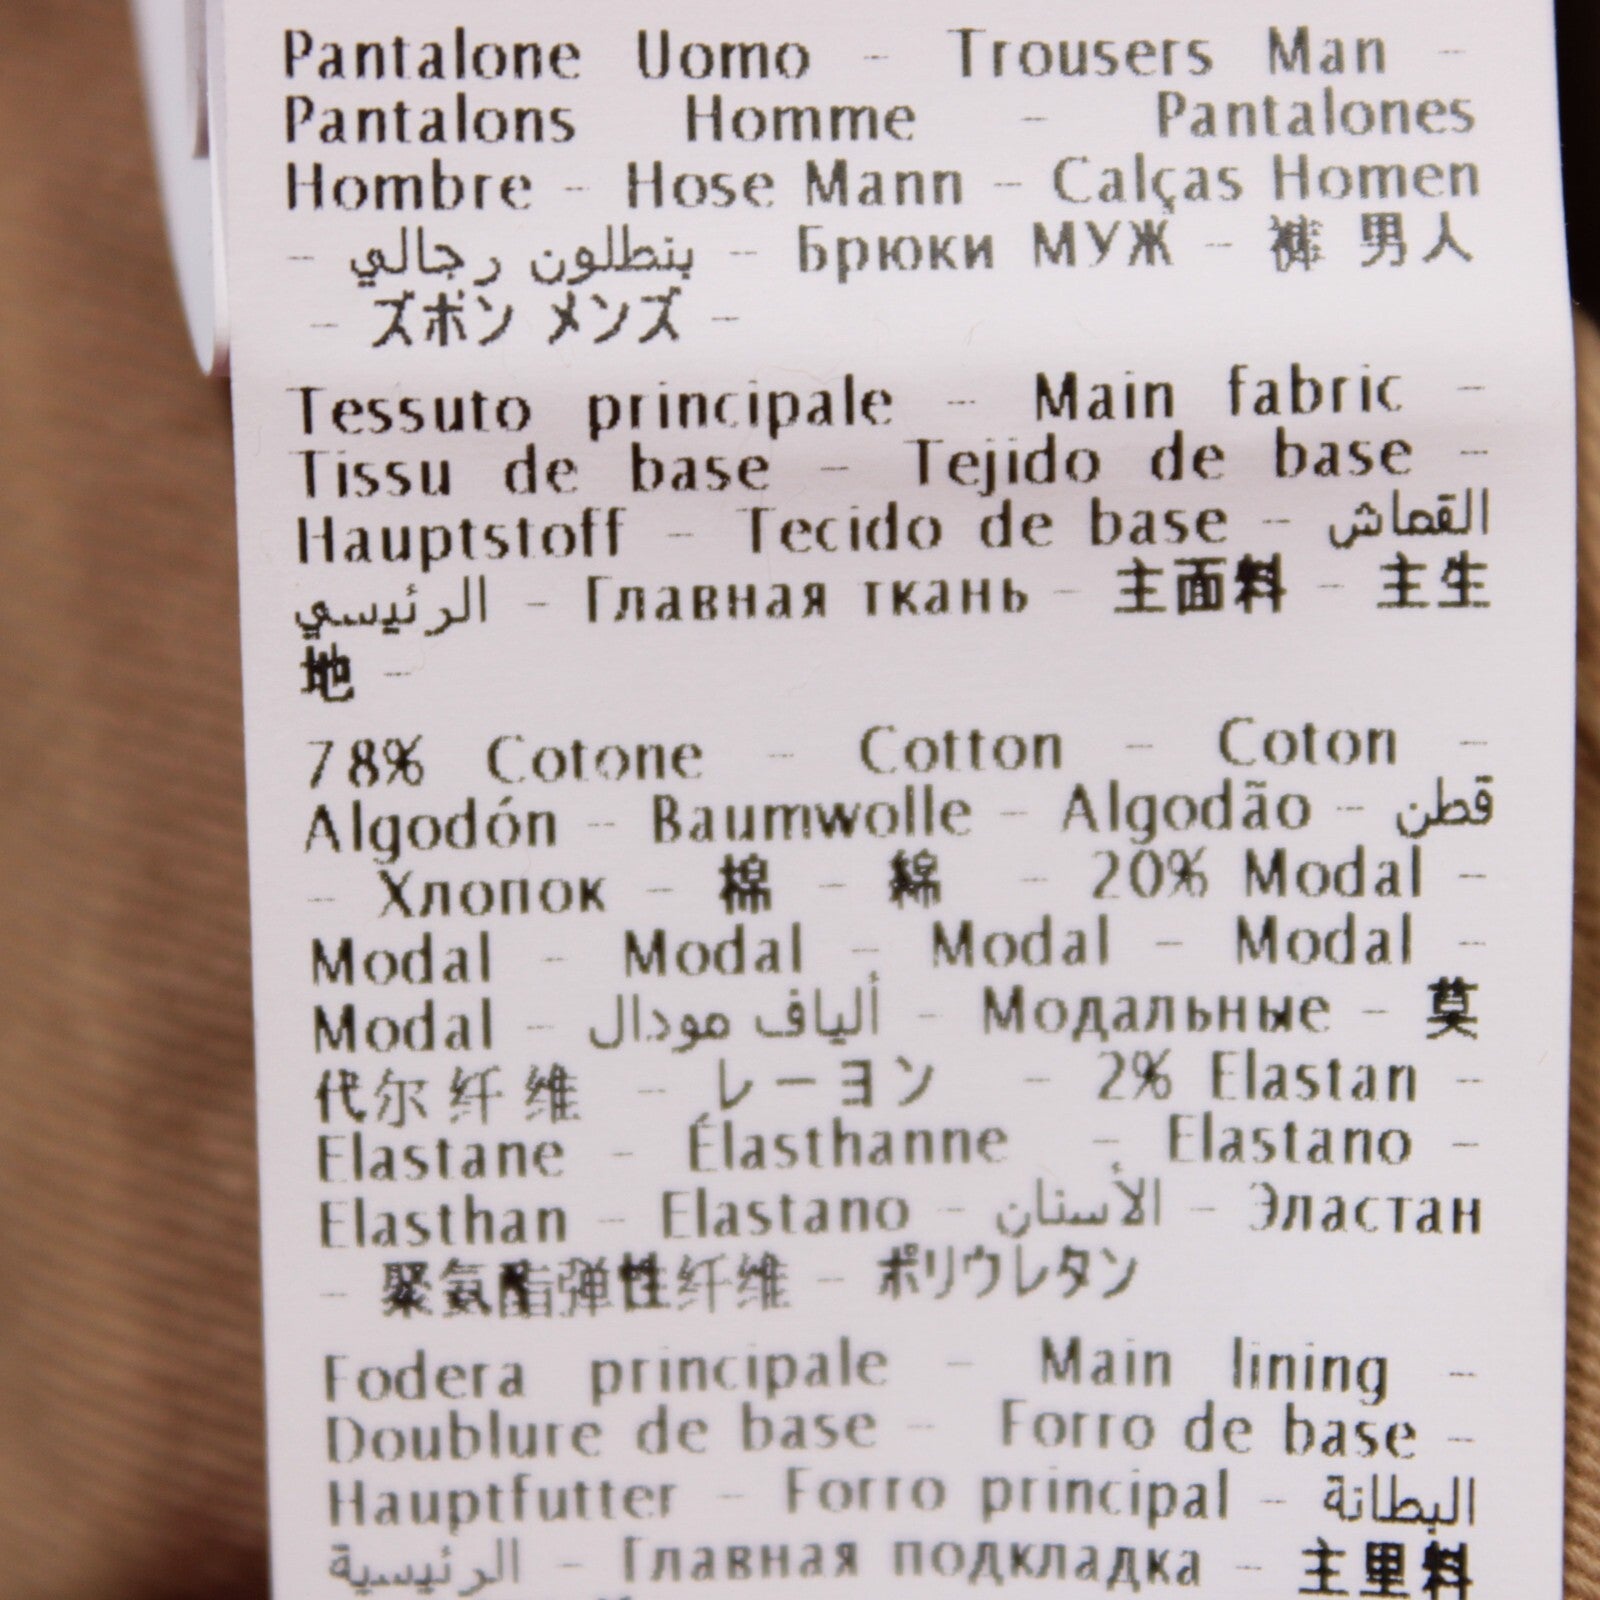 Pantalone Uomo - Trousers Man -
Pantalons Homme - Pantalones
Hombre - Hose Mann - Calças Homen
- بنطلون رجالي - Брюки МУЖ - 裤 男人
- ズボン メンズ -
Tessuto principale - Main fabric -
Tissu de base - Tejido de base -
Hauptstoff - Tecido de base - القماش
الرئيسي - Главная ткань - 主面料 - 主生
地 -
78% Cotone - Cotton - Coton -
Algodón - Baumwolle - Algodão - قطن
- Хлопок - 棉 - 綿 - 20% Modal -
Modal - Modal - Modal - Modal -
Modal - ألياف مودال - Модальные - 莫
代尔纤维 - レーヨン - 2% Elastan -
Elastane - Élasthanne - Elastano -
Elasthan - Elastano - الأسنان - Эластан
- 聚氨酯弹性纤维 - ポリウレタン
Fodera principale - Main lining -
Doublure de base - Forro de base -
Hauptfutter - Forro principal - البطانة
الرئيسية - Главная подкладка - 主里料